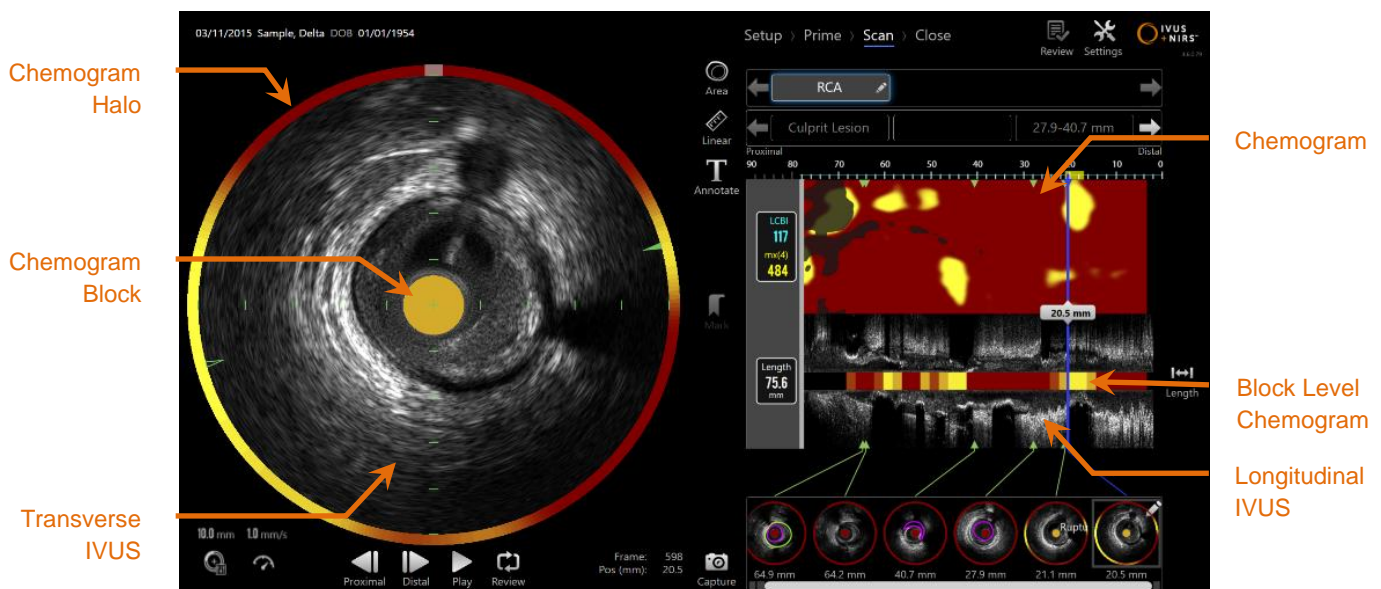 03/11/2015 Sample, Delta DOB 01/01/1954
Setup › Prime › Scan › Close
Review
Settings
IVUS
+NIRS
Chemogram
Halo
Area
RCA
Linear
Culprit Lesion
27.9-40.7 mm
Chemogram
Proximal
Distal
90 80 70 60 50 40 30 20 10 0
Annotate
LCBI
117
mx(4)
484
Chemogram
Block
Mark
20.5 mm
Length
75.6
mm
Length
Block Level
Chemogram
Longitudinal
IVUS
Transverse
IVUS
10.0 mm 1.0 mm/s
Ruptu
Proximal
Distal
Play
Review
Frame: 598
Pos (mm): 20.5
Capture
64.9 mm
64.2 mm
40.7 mm
27.9 mm
21.1 mm
20.5 mm